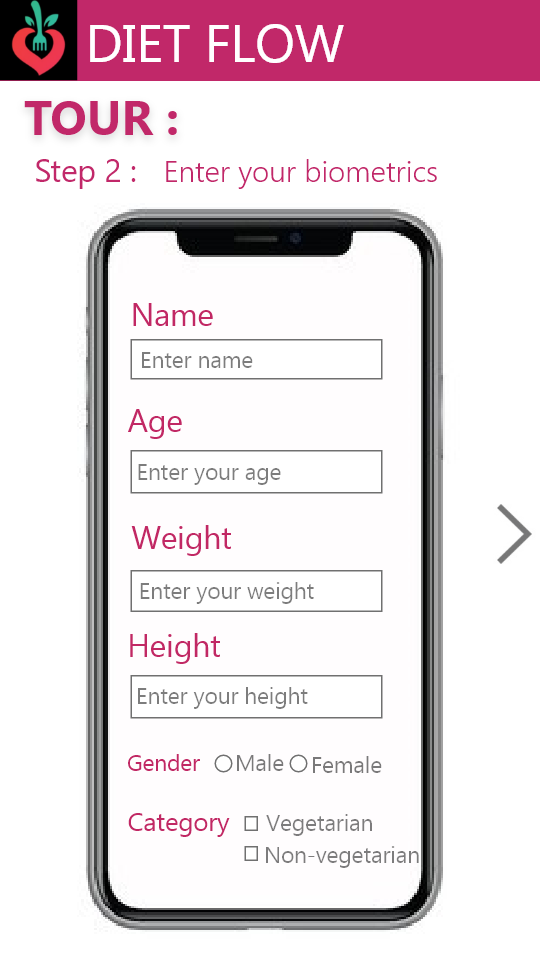 DIET FLOW
TOUR :
Step 2 : Enter your biometrics
Name
Enter name
Age
Enter your age
Weight
Enter your weight
Height
Enter your height
Gender Male Female
Category Vegetarian
Non-vegetarian